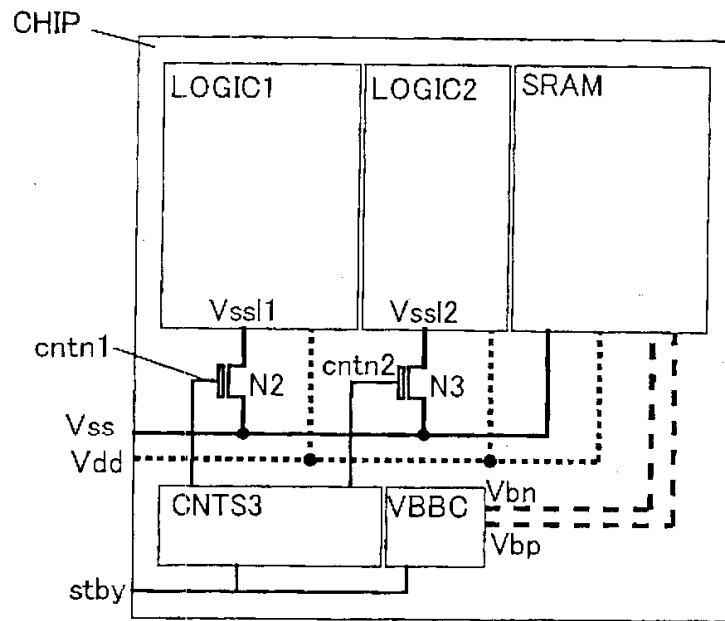 CHIP
LOGIC1
LOGIC2
SRAM
Vssl1
Vssl2
cntn1
N2
cntn2
N3
Vss
Vdd
CNTS3
VBBC
Vbn
Vbp
stby